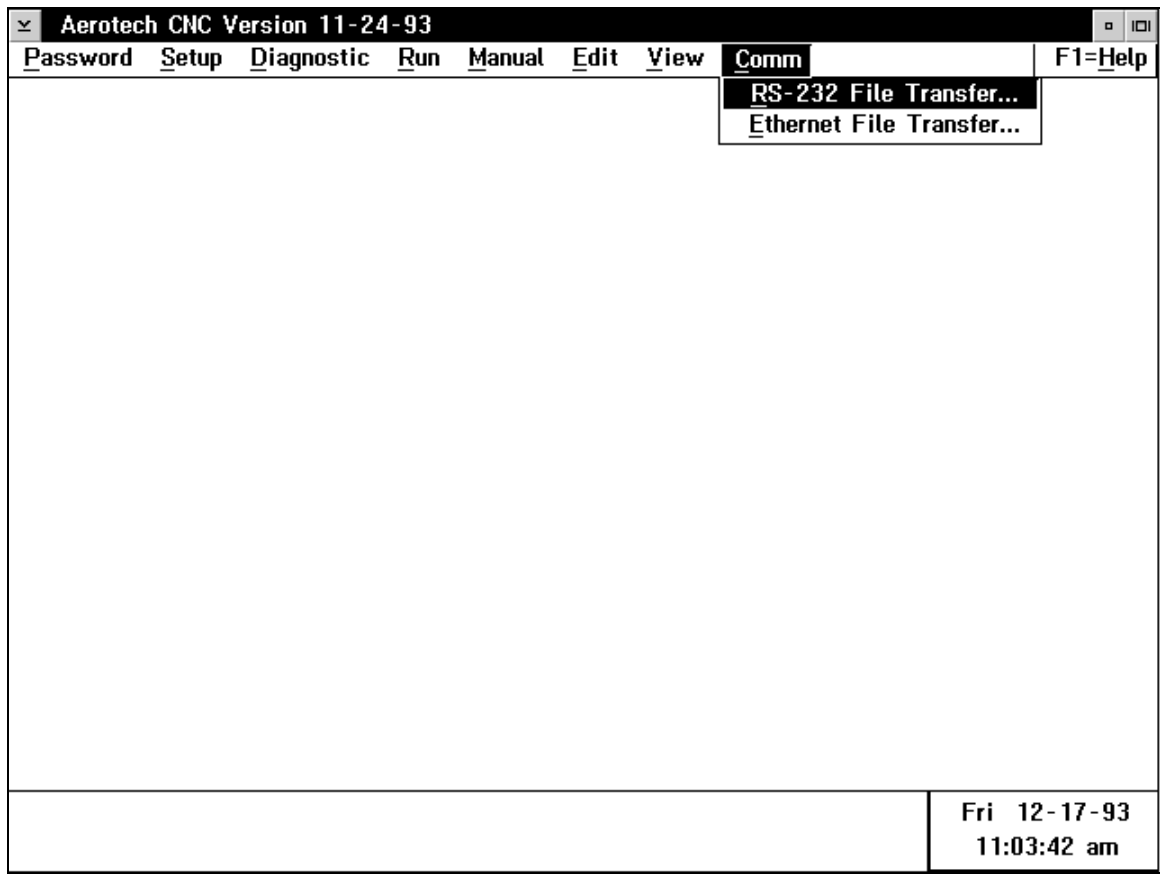 Aerotech CNC Version 11-24-93
Password Setup Diagnostic Run Manual Edit View Comm F1=Help
RS-232 File Transfer...
Ethernet File Transfer...
Fri 12-17-93
11:03:42 am